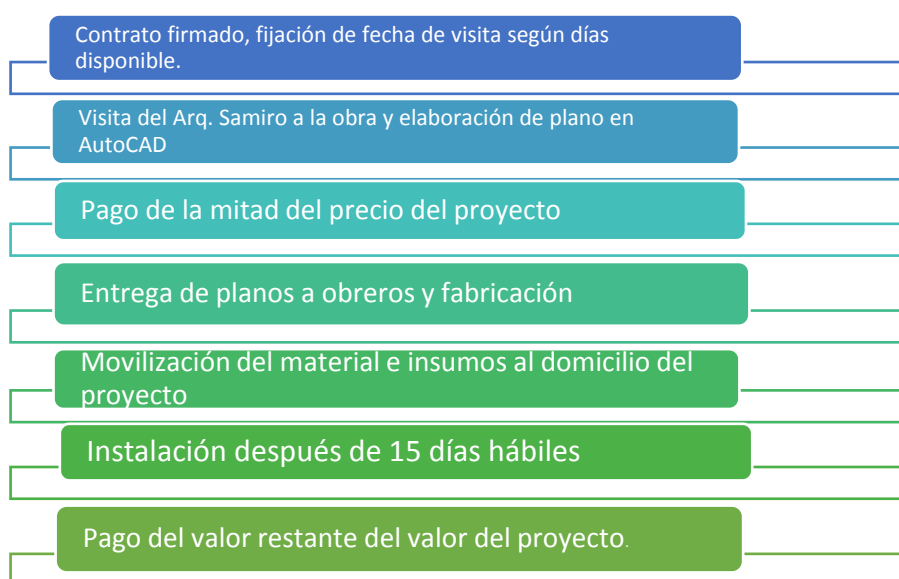 Contrato firmado, fijación de fecha de visita según días
disponible.
Visita del Arq. Samiro a la obra y elaboración de plano en
AutoCAD
Pago de la mitad del precio del proyecto
Entrega de planos a obreros y fabricación
Movilización del material e insumos al domicilio del
proyecto
Instalación después de 15 días hábiles
Pago del valor restante del valor del proyecto.